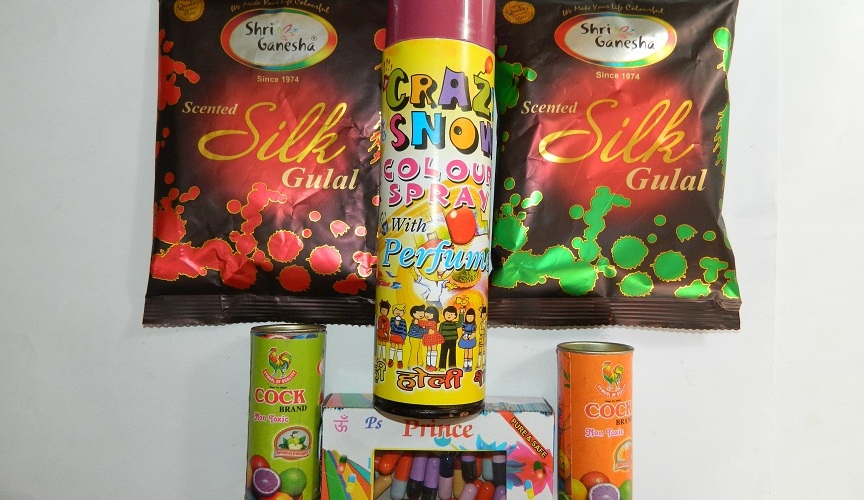 We Make Your Life Colourful
Shri
Ganesha®
Since 1974
Scented
Silk
Gulal
CRAZ
SNOW
COLOUR
SPRAY
With
Perfume
होली
We Make Your Life Colourful
Shri
Ganesha®
Since 1974
Scented
Silk
Gulal
COCK
BRAND
Non Toxic
ॐ Ps Prince
PURE & SAFE
COCK
BRAND
Non Toxic